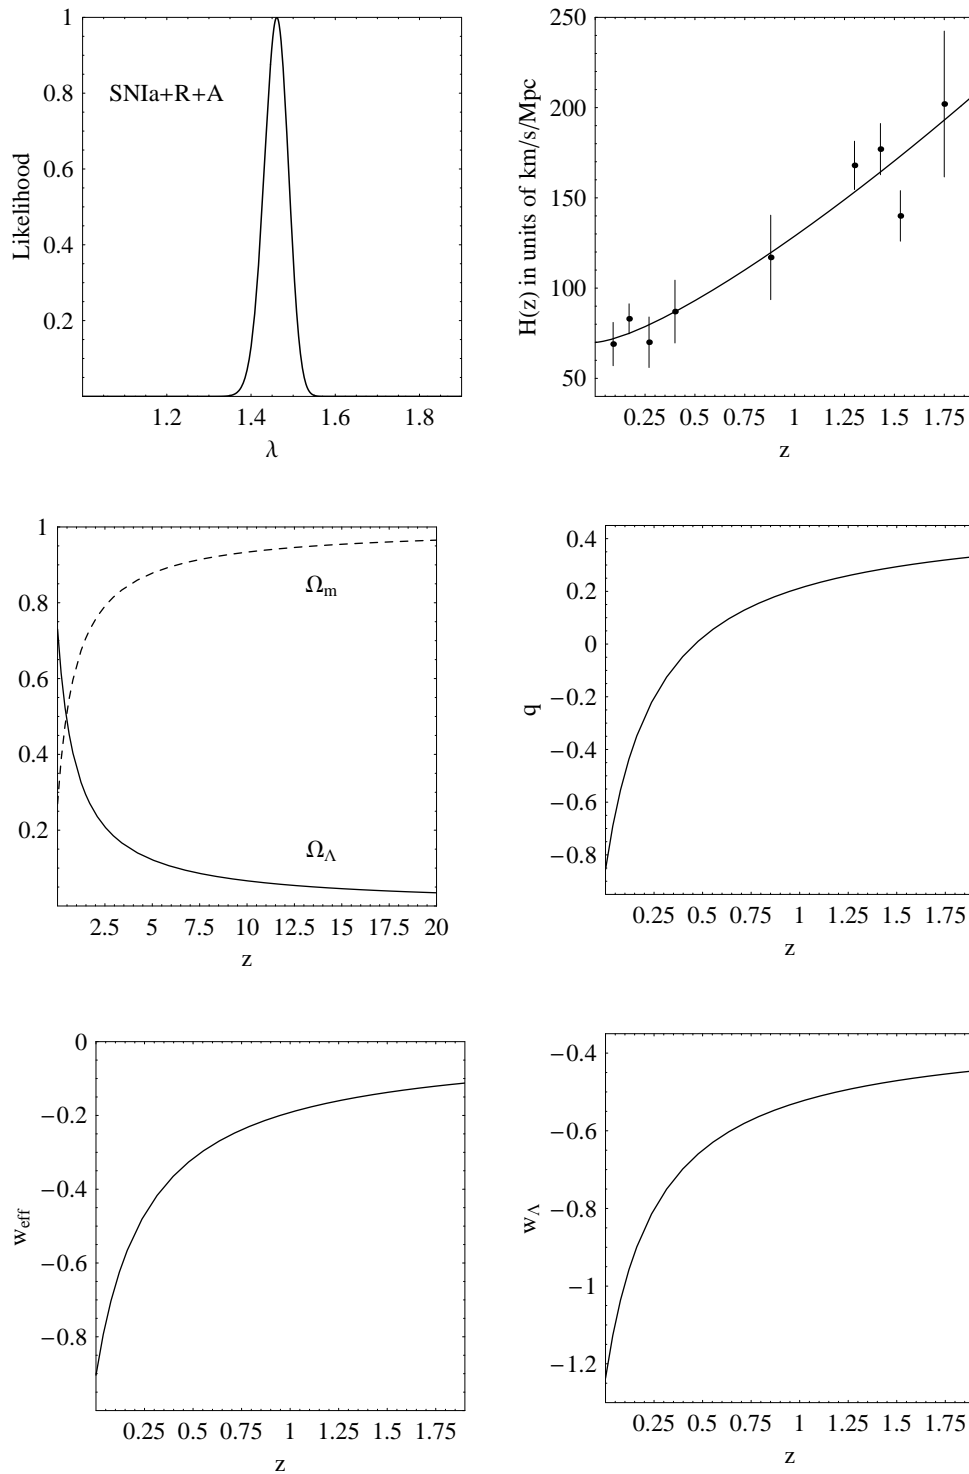 1
0.8
0.6
0.4
0.2
SNIa+R+A
Likelihood
1.2 1.4 1.6 1.8
λ
250
200
150
100
50
H(z) in units of km/s/Mpc
0.25 0.5 0.75 1 1.25 1.5 1.75
z
1
0.8
0.6
0.4
0.2
Ωm
ΩΛ
2.5 5 7.5 10 12.5 15 17.5 20
z
0.4
0.2
0
−0.2
−0.4
−0.6
−0.8
q
0.25 0.5 0.75 1 1.25 1.5 1.75
z
0
−0.2
−0.4
−0.6
−0.8
weff
0.25 0.5 0.75 1 1.25 1.5 1.75
z
−0.4
−0.6
−0.8
−1
−1.2
wΛ
0.25 0.5 0.75 1 1.25 1.5 1.75
z